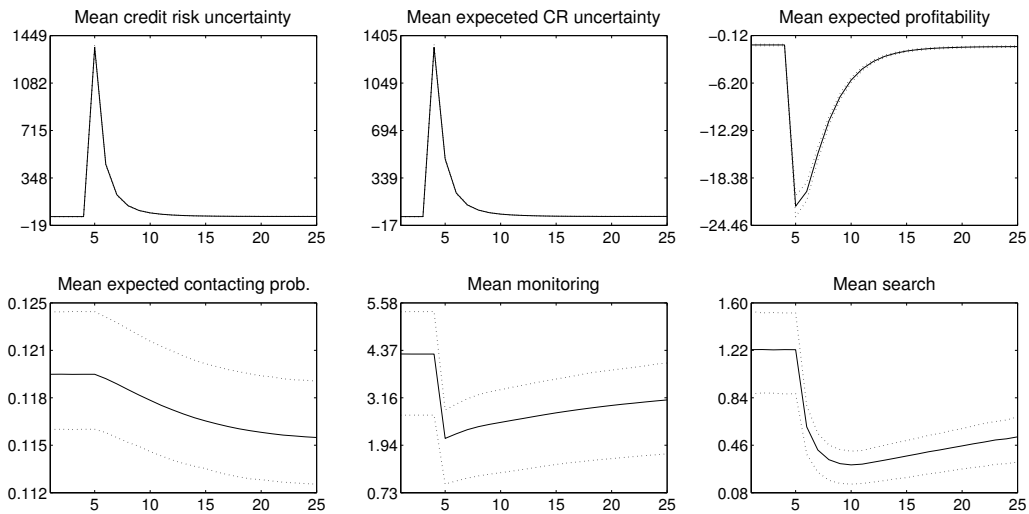 Mean credit risk uncertainty
1449
1082
715
348
−19
5 10 15 20 25
Mean expeceted CR uncertainty
1405
1049
694
339
−17
5 10 15 20 25
Mean expected profitability
−0.12
−6.20
−12.29
−18.38
−24.46
5 10 15 20 25
Mean expected contacting prob.
0.125
0.121
0.118
0.115
0.112
5 10 15 20 25
Mean monitoring
5.58
4.37
3.16
1.94
0.73
5 10 15 20 25
Mean search
1.60
1.22
0.84
0.46
0.08
5 10 15 20 25